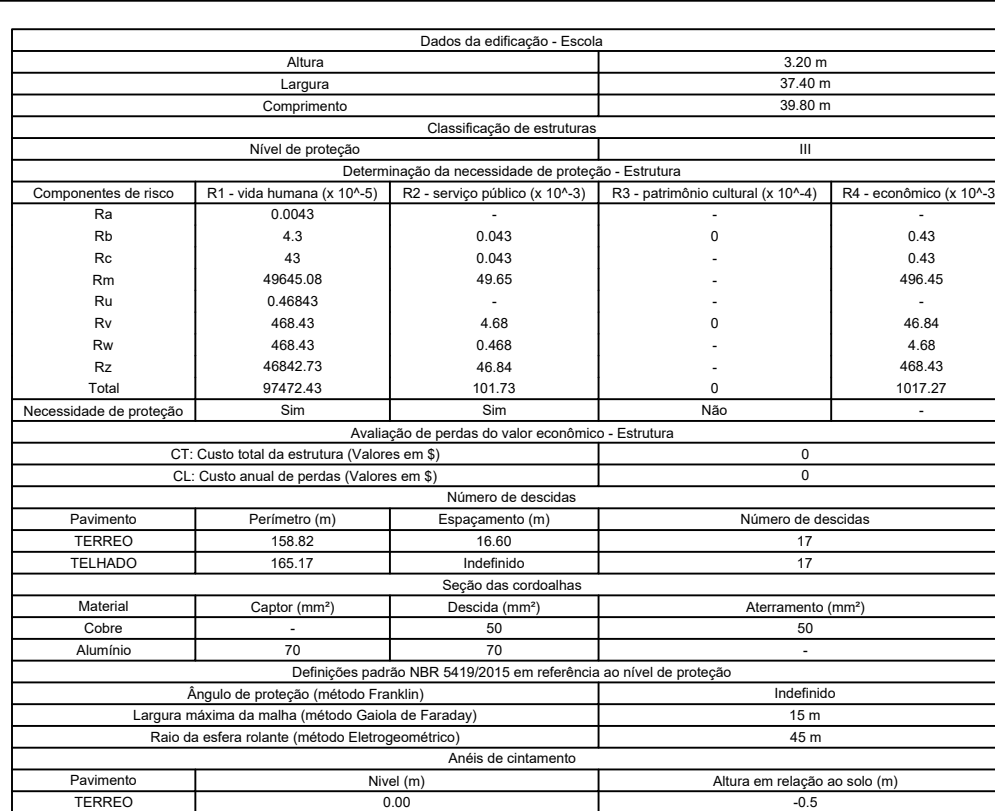 Dados da edificação - Escola
Altura 3.20 m
Largura 37.40 m
Comprimento 39.80 m
Classificação de estruturas
Nível de proteção III
Determinação da necessidade de proteção - Estrutura
Componentes de risco R1 - vida humana (x 10^-5) R2 - serviço público (x 10^-3) R3 - patrimônio cultural (x 10^-4) R4 - econômico (x 10^-3
Ra 0.0043 - - -
Rb 4.3 0.043 0 0.43
Rc 43 0.043 - 0.43
Rm 49645.08 49.65 - 496.45
Ru 0.46843 - - -
Rv 468.43 4.68 0 46.84
Rw 468.43 0.468 - 4.68
Rz 46842.73 46.84 - 468.43
Total 97472.43 101.73 0 1017.27
Necessidade de proteção Sim Sim Não -
Avaliação de perdas do valor econômico - Estrutura
CT: Custo total da estrutura (Valores em $) 0
CL: Custo anual de perdas (Valores em $) 0
Número de descidas
Pavimento Perímetro (m) Espaçamento (m) Número de descidas
TERREO 158.82 16.60 17
TELHADO 165.17 Indefinido 17
Seção das cordoalhas
Material Captor (mm²) Descida (mm²) Aterramento (mm²)
Cobre - 50 50
Alumínio 70 70 -
Definições padrão NBR 5419/2015 em referência ao nível de proteção
Ângulo de proteção (método Franklin) Indefinido
Largura máxima da malha (método Gaiola de Faraday) 15 m
Raio da esfera rolante (método Eletrogeométrico) 45 m
Anéis de cintamento
Pavimento Nivel (m) Altura em relação ao solo (m)
TERREO 0.00 -0.5